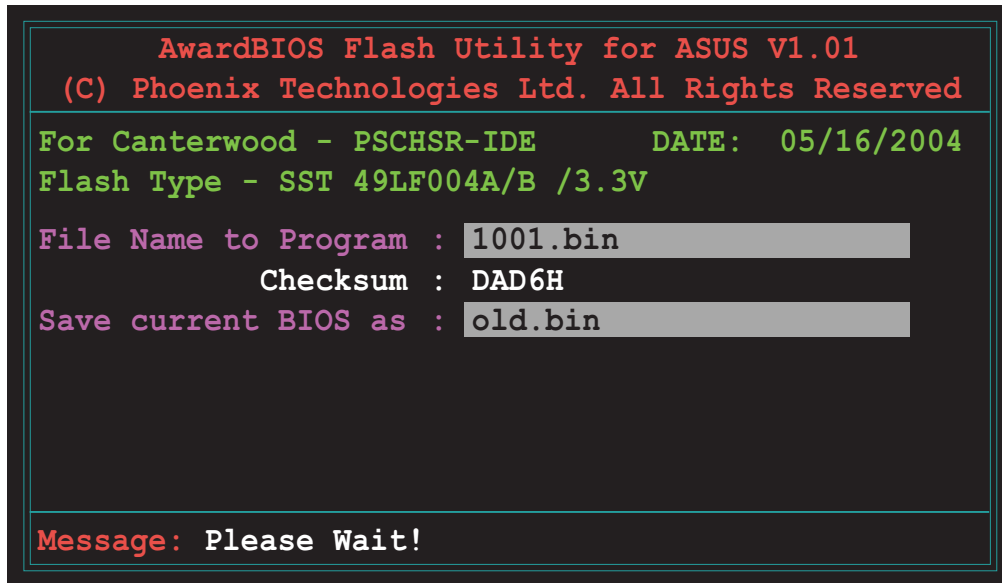 AwardBIOS Flash Utility for ASUS V1.01
(C) Phoenix Technologies Ltd. All Rights Reserved
For Canterwood - PSCHSR-IDE DATE: 05/16/2004
Flash Type - SST 49LF004A/B /3.3V
File Name to Program : 1001.bin
Checksum : DAD6H
Save current BIOS as : old.bin
Message: Please Wait!